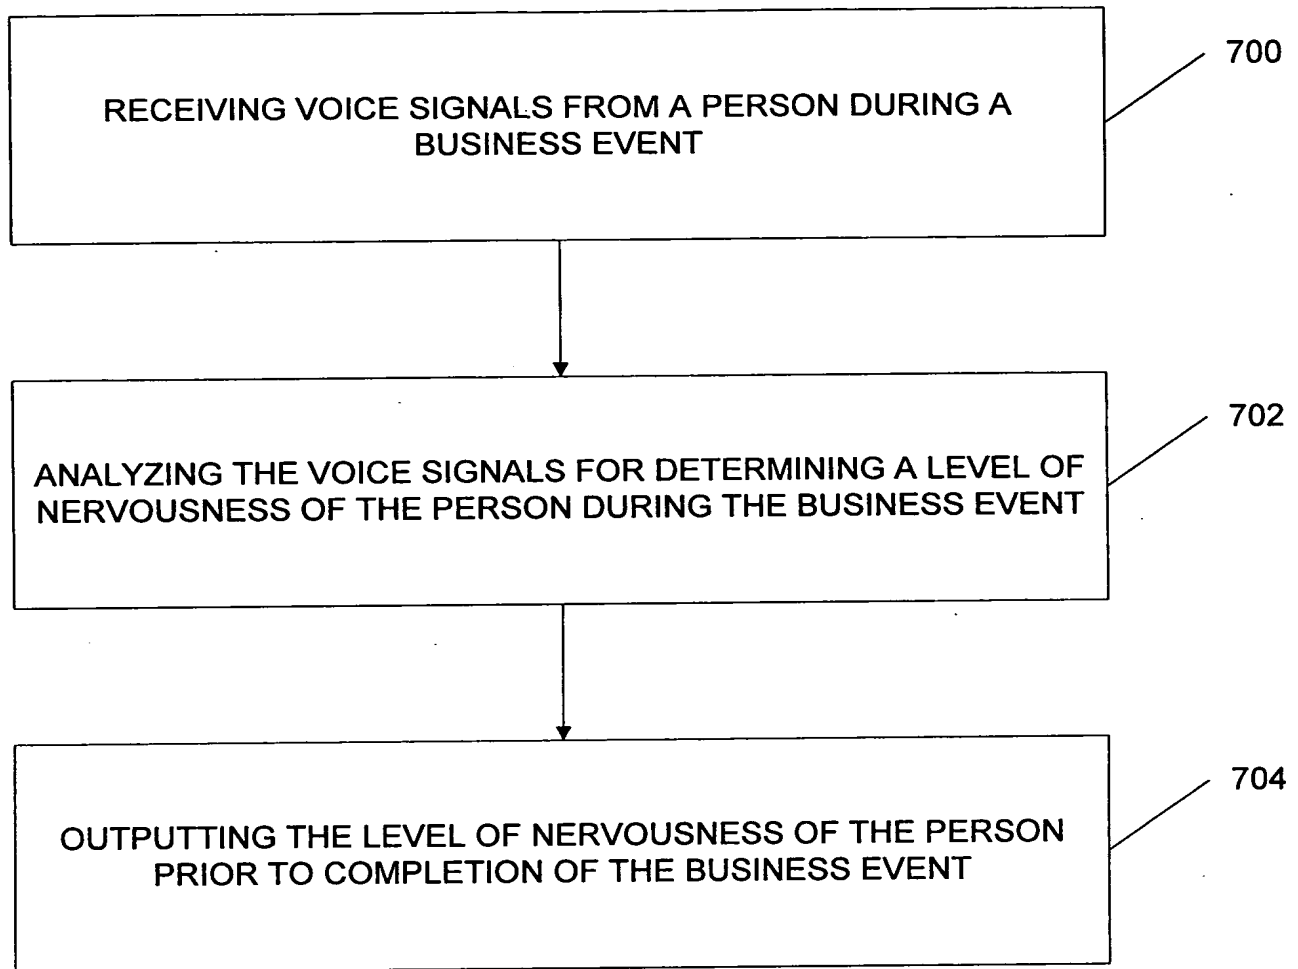 700
RECEIVING VOICE SIGNALS FROM A PERSON DURING A
BUSINESS EVENT
702
ANALYZING THE VOICE SIGNALS FOR DETERMINING A LEVEL OF
NERVOUSNESS OF THE PERSON DURING THE BUSINESS EVENT
704
OUTPUTTING THE LEVEL OF NERVOUSNESS OF THE PERSON
PRIOR TO COMPLETION OF THE BUSINESS EVENT